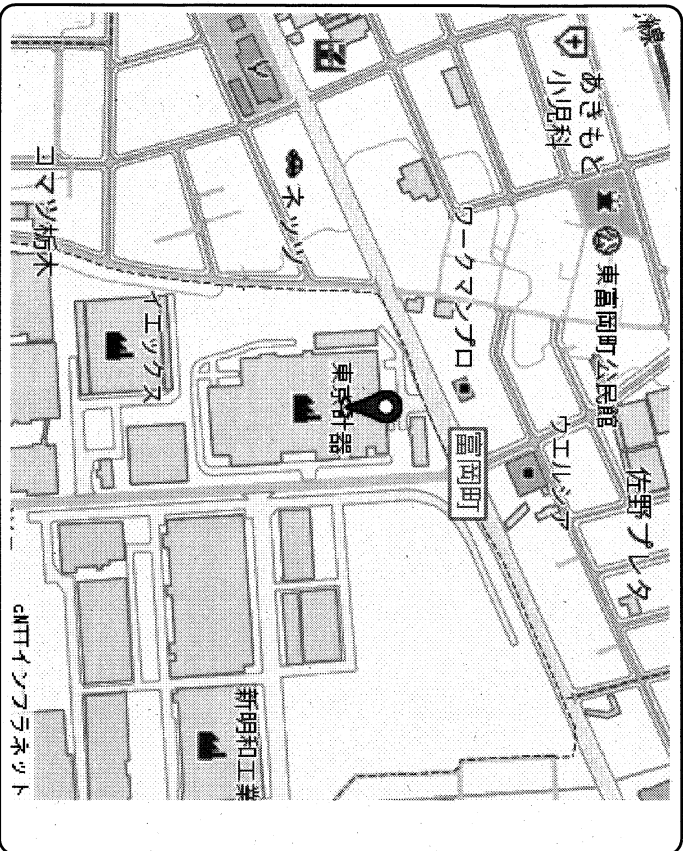 線
あきもと
小児科
東富岡町公民館
佐野プレタ
ウエルシア
ワークマンプロ
富岡町
ネッツ
東京計器
イエックス
コマツ栃木
新明和工業
cNTTインフラネット